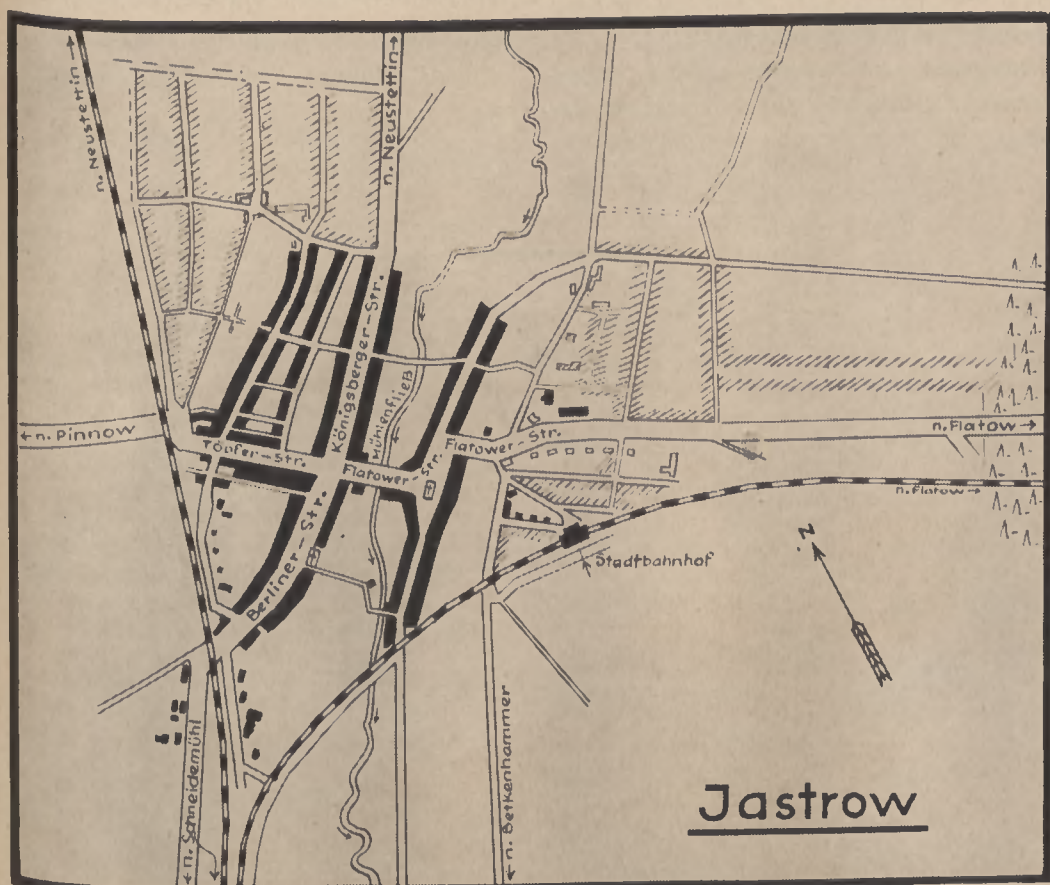 n. Neustettin
n. Neustettin
Königsberger-Str.
Mühlenfließ
n. Pinnow
Töpfer-Str.
Flatower-Str.
Flatower-Str.
n. Flatow
n. Flatow
Berliner-Str.
N.
Stadtbahnhof
n. Schneidemühl
n. Betkenhammer
Jastrow